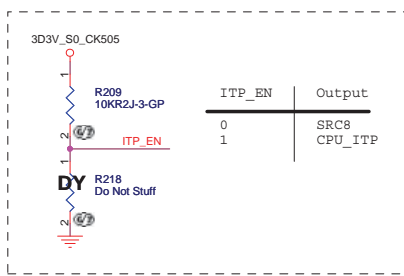 3D3V_S0_CK505
1
R209
10KR2J-3-GP
2
ITP_EN
1
DY
R218
Do Not Stuff
2
ITP_EN Output
0 SRC8
1 CPU_ITP